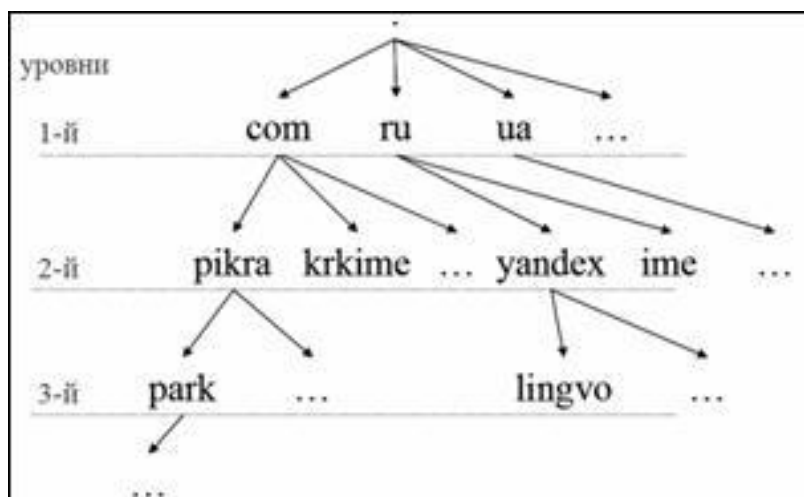 .
уровни
1-й com ru ua ...
2-й pikra krkime ... yandex ime ...
3-й park ... lingvo ...
...